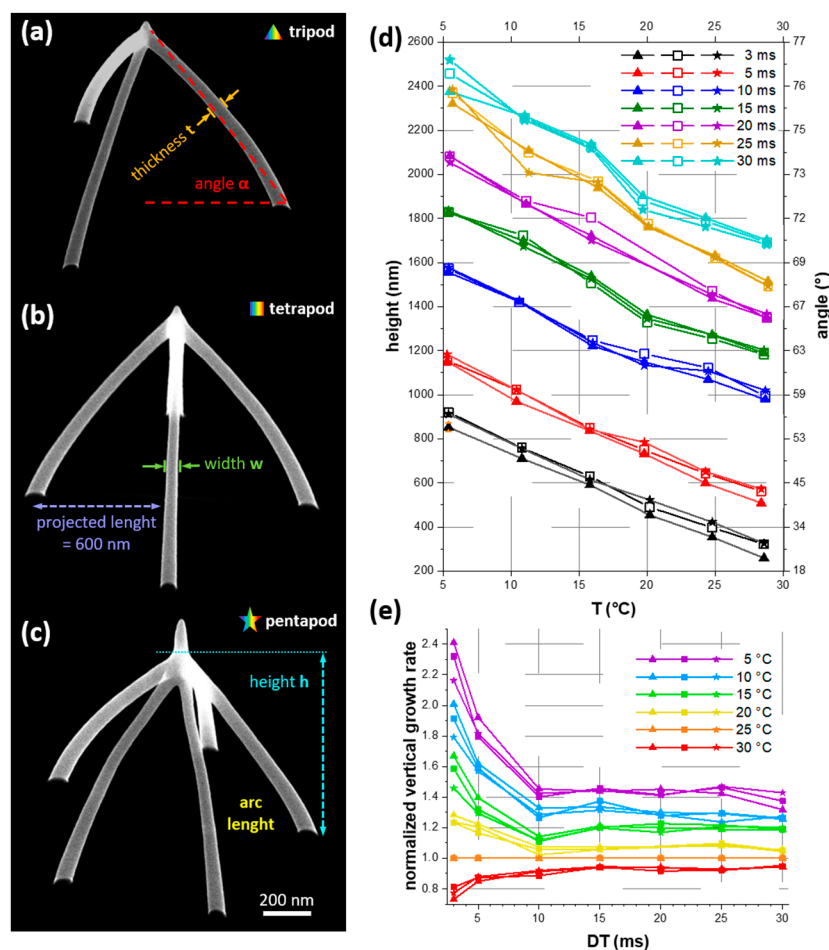 (a)
tripod
thickness t
angle α
(b)
tetrapod
width w
projected lenght
= 600 nm
(c)
pentapod
height h
arc
lenght
200 nm
(d)
5 10 15 20 25 30
2600
2400
2200
2000
1800
1600
1400
1200
1000
800
600
400
200
height (nm)
3 ms
5 ms
10 ms
15 ms
20 ms
25 ms
30 ms
77
76
75
73
72
69
67
63
59
53
45
34
18
angle (°)
5 10 15 20 25 30
T (°C)
(e)
2.4
2.2
2.0
1.8
1.6
1.4
1.2
1.0
0.8
normalized vertical growth rate
5 °C
10 °C
15 °C
20 °C
25 °C
30 °C
5 10 15 20 25 30
DT (ms)